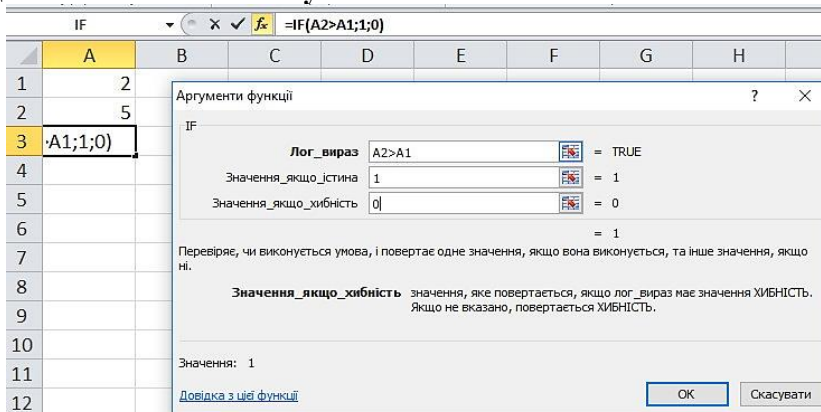 IF fx =IF(A2>A1;1;0)
A B C D E F G H
1 2
2 5
3 ·A1;1;0)
4
5
6
7
8
9
10
11
12
Аргументи функції ? ×
IF
Лог_вираз A2>A1 = TRUE
Значення_якщо_істина 1 = 1
Значення_якщо_хибність 0 = 0
= 1
Перевіряє, чи виконується умова, і повертає одне значення, якщо вона виконується, та інше значення, якщо
ні.
Значення_якщо_хибність значення, яке повертається, якщо лог_вираз має значення ХИБНІСТЬ.
Якщо не вказано, повертається ХИБНІСТЬ.
Значення: 1
Довідка з цієї функції OK Скасувати